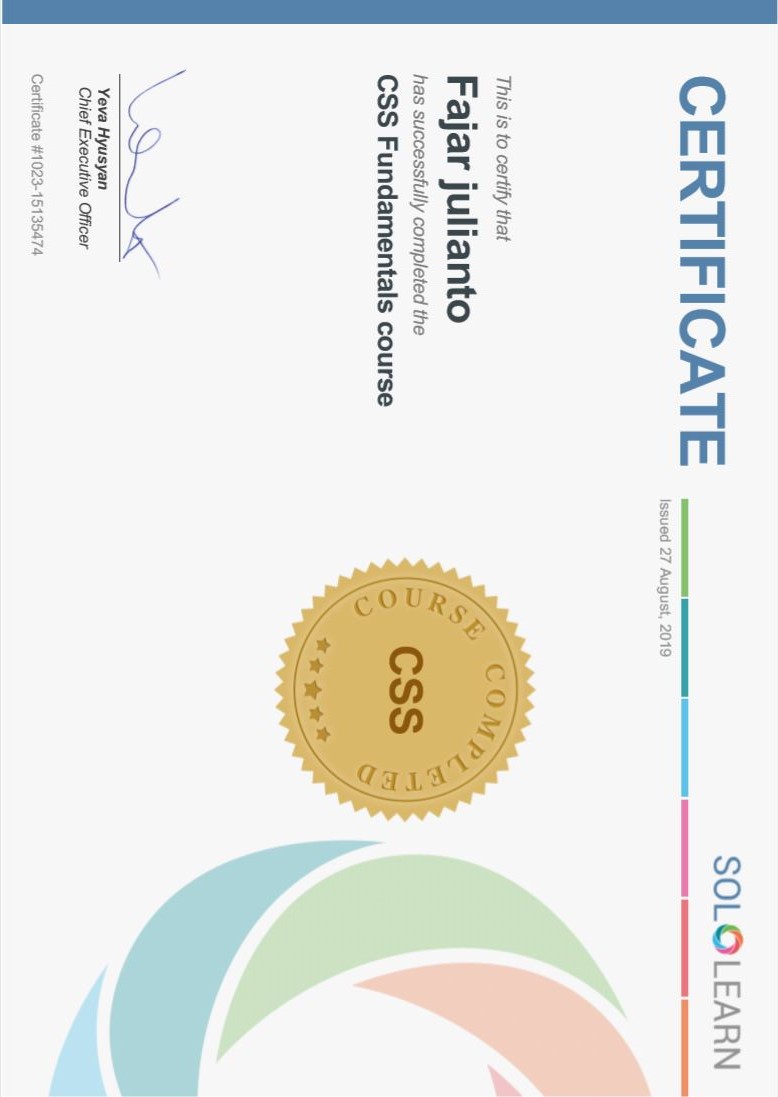 CERTIFICATE
SOLOLEARN
Issued 27 August, 2019
This is to certify that
Fajar julianto
has successfully completed the
CSS Fundamentals course
COURSE COMPLETED
CSS
Yeva Hyusyan
Chief Executive Officer
Certificate #1023-15135474